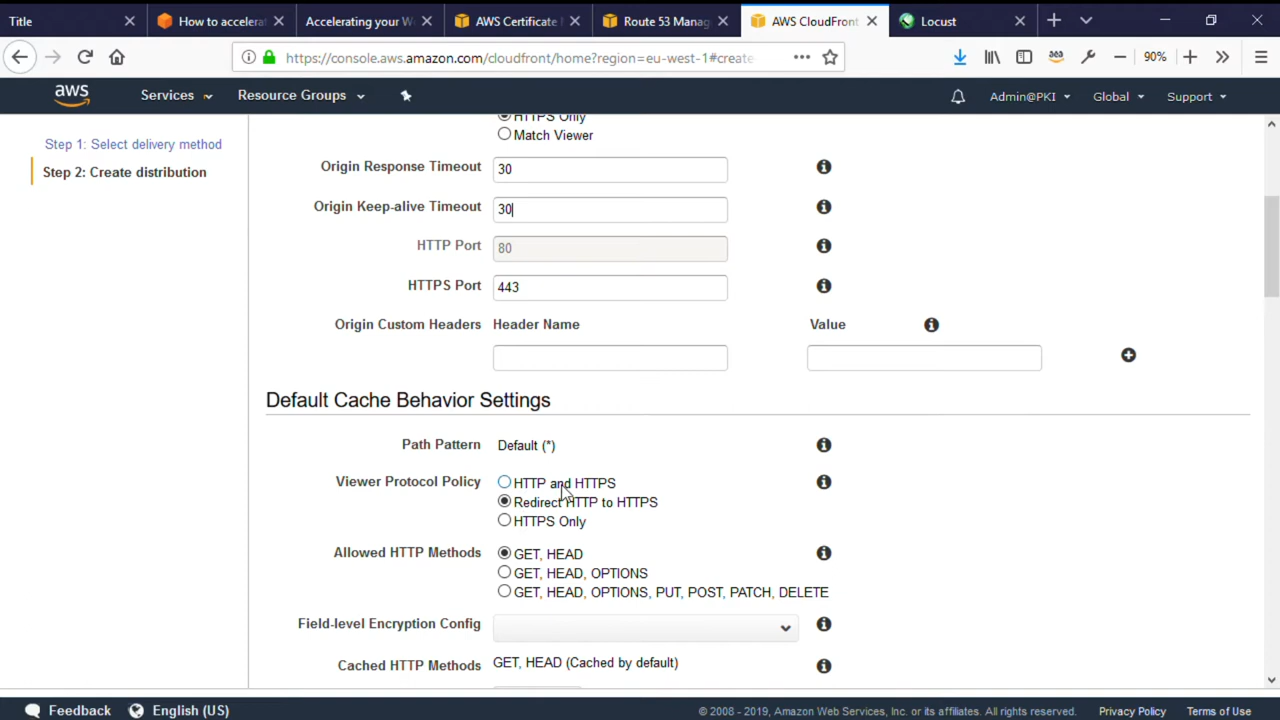 Title
How to accelerat
Accelerating your W
AWS Certificate
Route 53 Manag
AWS CloudFront
Locust
https://console.aws.amazon.com/cloudfront/home?region=eu-west-1#create
90%
aws
Services
Resource Groups
Admin@PKI
Global
Support
Step 1: Select delivery method
Step 2: Create distribution
HTTPS Only
Match Viewer
Origin Response Timeout 30
Origin Keep-alive Timeout 30
HTTP Port 80
HTTPS Port 443
Origin Custom Headers Header Name Value
Default Cache Behavior Settings
Path Pattern Default (*)
Viewer Protocol Policy HTTP and HTTPS
Redirect HTTP to HTTPS
HTTPS Only
Allowed HTTP Methods GET, HEAD
GET, HEAD, OPTIONS
GET, HEAD, OPTIONS, PUT, POST, PATCH, DELETE
Field-level Encryption Config
Cached HTTP Methods GET, HEAD (Cached by default)
Feedback
English (US)
© 2008 - 2019, Amazon Web Services, Inc. or its affiliates. All rights reserved.
Privacy Policy
Terms of Use